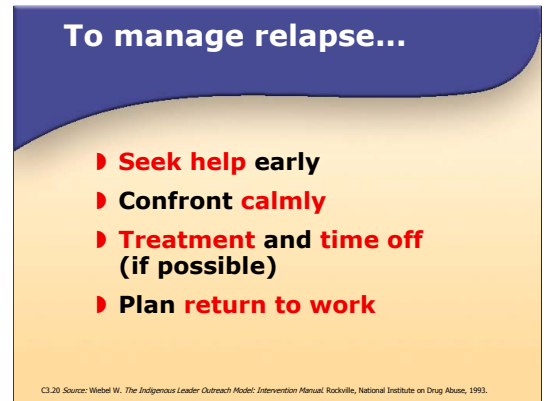 To manage relapse...
Seek help early
Confront calmly
Treatment and time off
(if possible)
Plan return to work
C3.20 Source: Wiebel W. The Indigenous Leader Outreach Model: Intervention Manual. Rockville, National Institute on Drug Abuse, 1993.